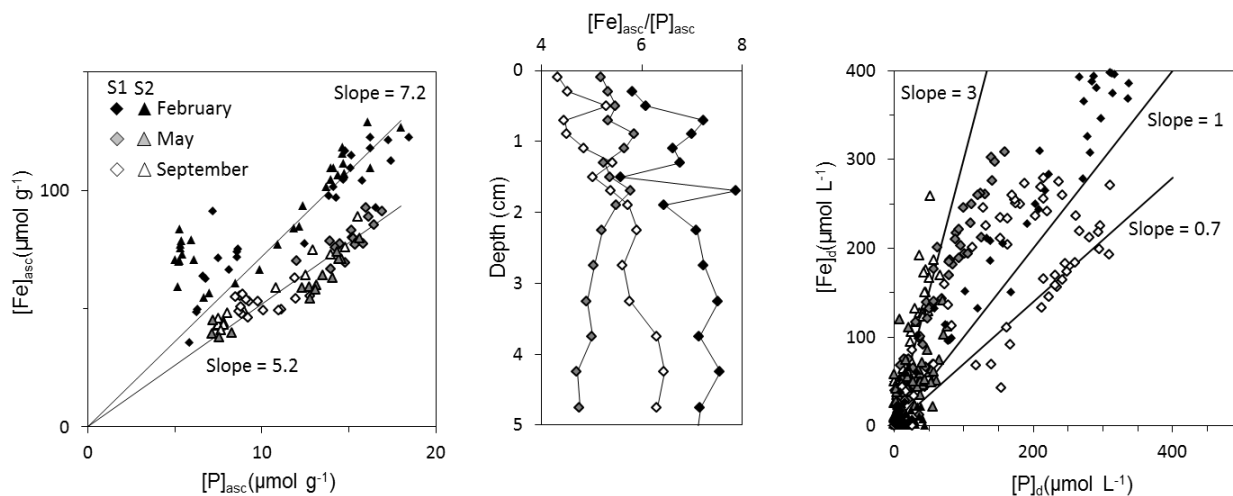 [Fe]asc/[P]asc
4 6 8
S1 S2
February
May
September
Slope = 7.2
Slope = 5.2
100
0
[Fe]asc(µmol g-1)
0 10 20
[P]asc(µmol g-1)
0
1
2
3
4
5
Depth (cm)
400
300
200
100
0
[Fe]d(µmol L-1)
Slope = 3
Slope = 1
Slope = 0.7
0 200 400
[P]d(µmol L-1)